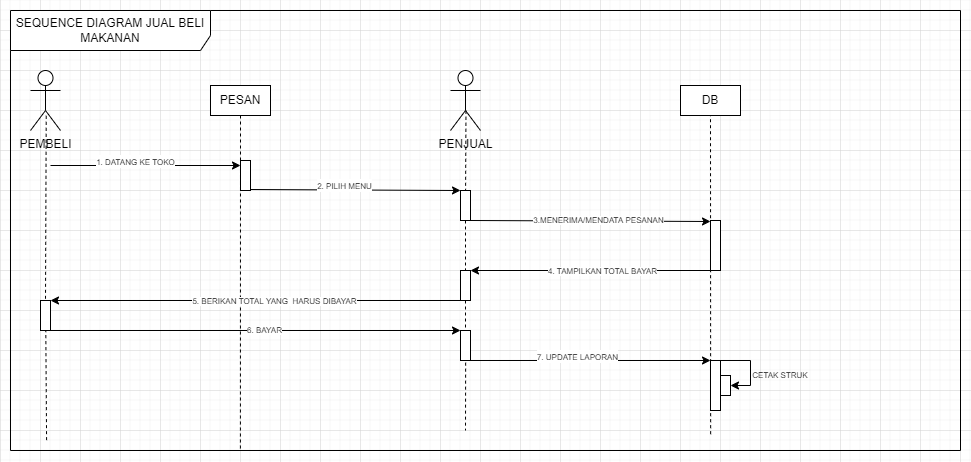 SEQUENCE DIAGRAM JUAL BELI
MAKANAN
PEMBELI
PESAN
PENJUAL
DB
1. DATANG KE TOKO
2. PILIH MENU
3.MENERIMA/MENDATA PESANAN
4. TAMPILKAN TOTAL BAYAR
5. BERIKAN TOTAL YANG HARUS DIBAYAR
6. BAYAR
7. UPDATE LAPORAN
CETAK STRUK